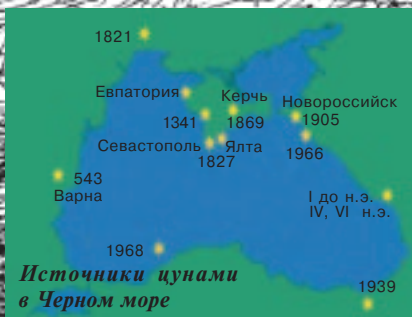 1821
Евпатория
Керчь
Новороссийск
1341
1869
1905
Севастополь
Ялта
1827
1966
543
Варна
I до н.э.
IV, VI н.э.
1968
1939
Источники цунами
в Черном море